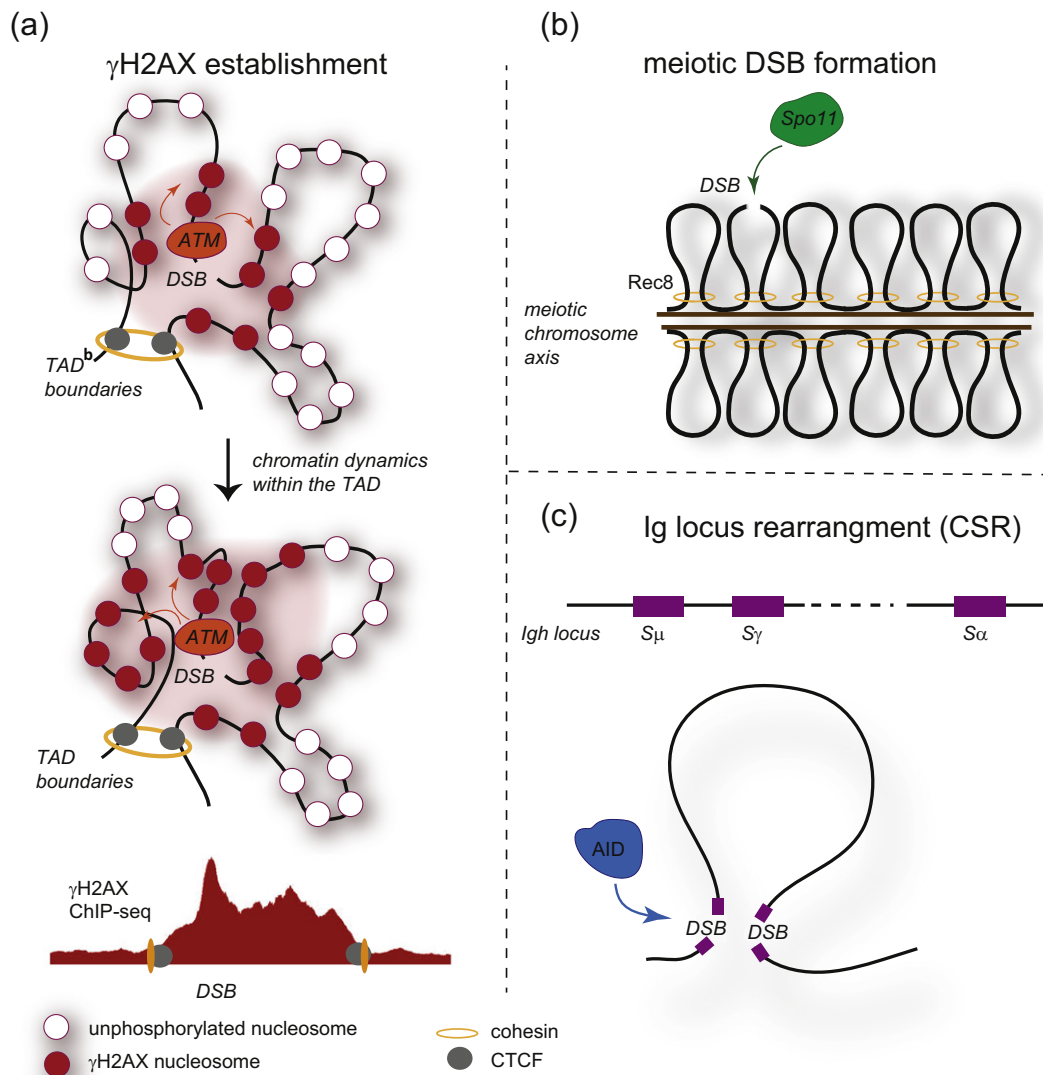 (a)
γH2AX establishment
ATM
DSB
TAD b
boundaries
chromatin dynamics
within the TAD
ATM
DSB
TAD
boundaries
γH2AX
ChIP-seq
DSB
unphosphorylated nucleosome
γH2AX nucleosome
cohesin
CTCF
(b)
meiotic DSB formation
Spo11
DSB
Rec8
meiotic
chromosome
axis
(c)
Ig locus rearrangment (CSR)
Igh locus
Sμ
Sγ
Sα
AID
DSB
DSB